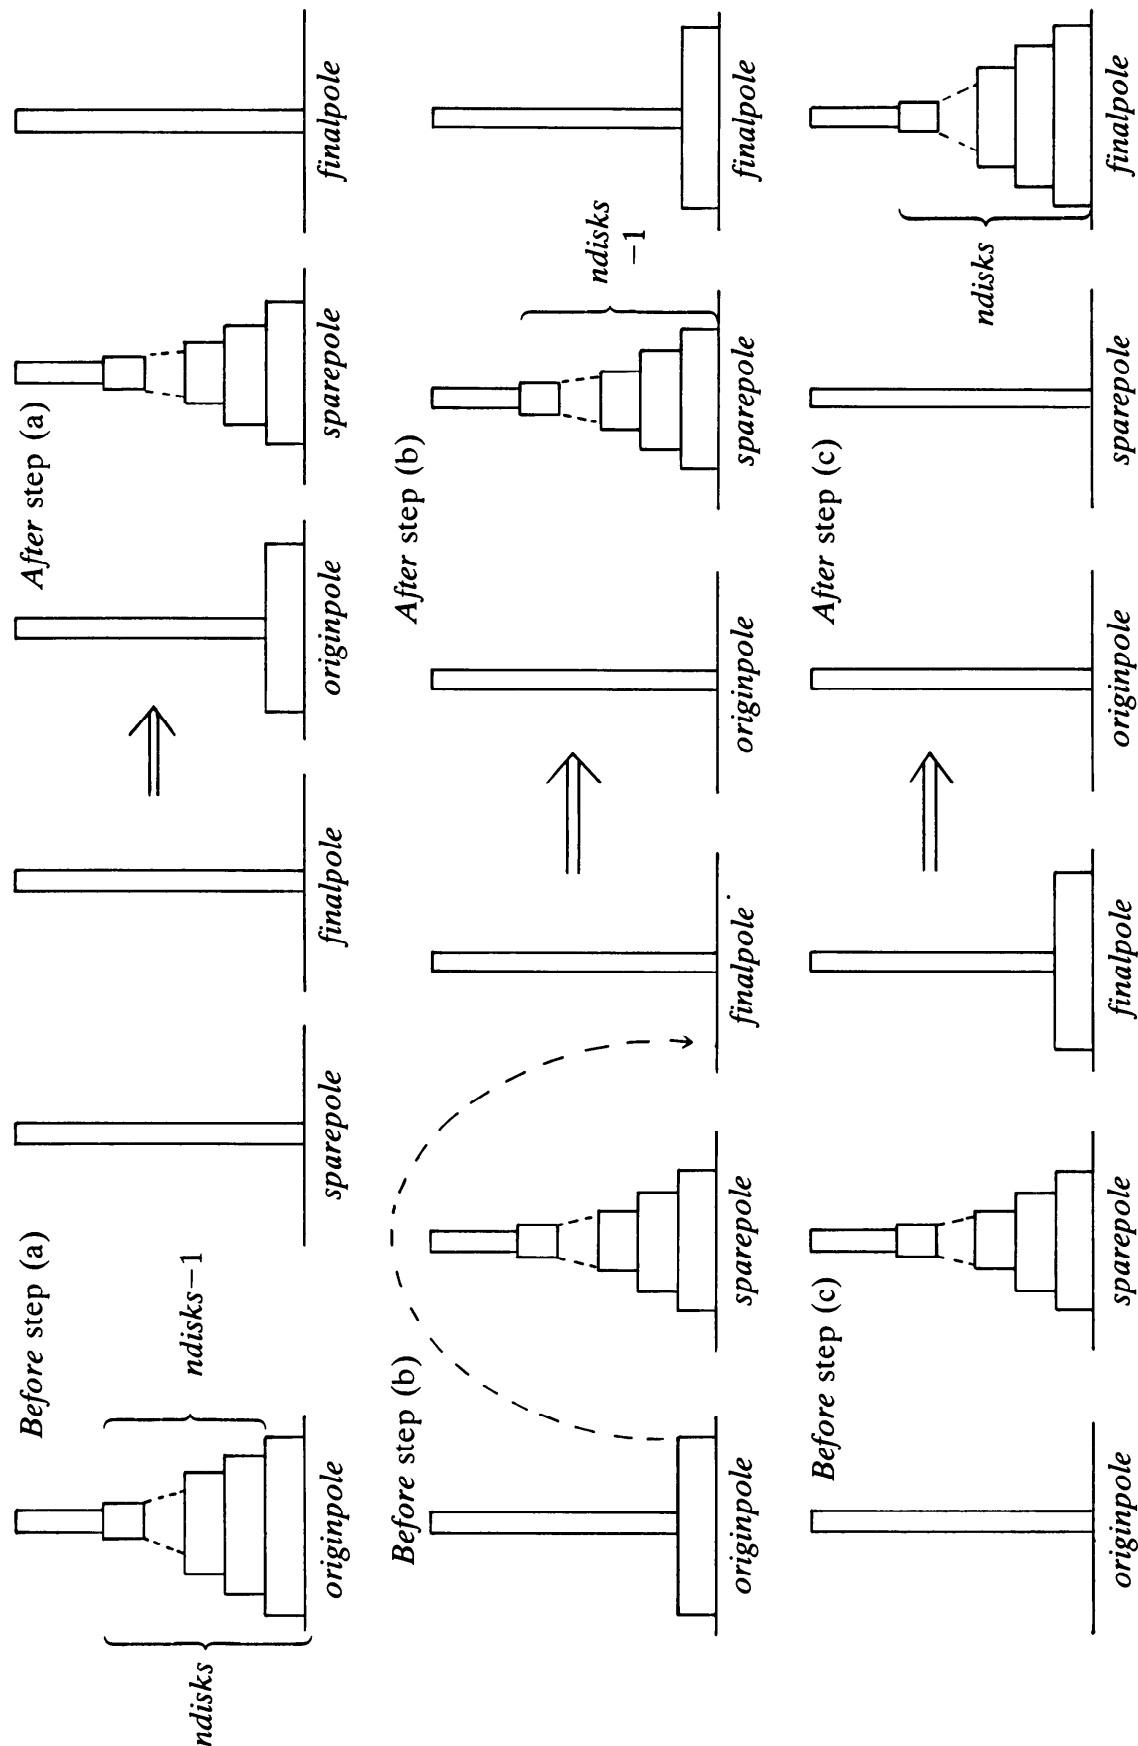 Before step (a)
After step (a)
ndisks
ndisks−1
originpole
sparepole
finalpole
originpole
sparepole
finalpole
Before step (b)
After step (b)
ndisks
−1
originpole
sparepole
finalpole
originpole
sparepole
finalpole
Before step (c)
After step (c)
ndisks
originpole
sparepole
finalpole
originpole
sparepole
finalpole